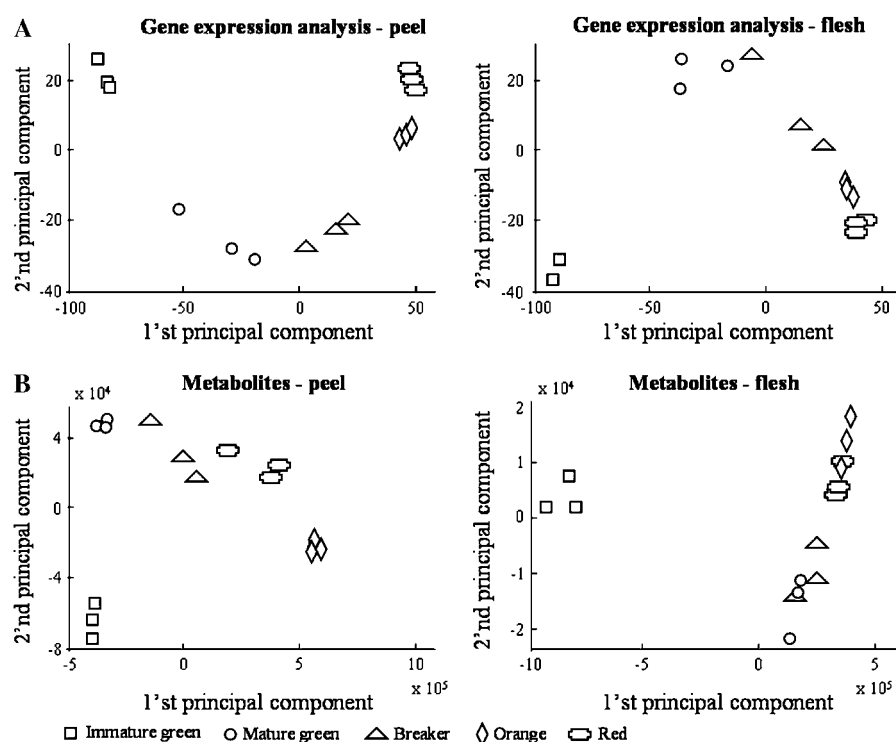 A
Gene expression analysis - peel
Gene expression analysis - flesh
2'nd principal component
20
0
-20
-40
-100
-50
0
50
1'st principal component
2'nd principal component
20
0
-20
-40
-100
-50
0
50
1'st principal component
B
Metabolites - peel
Metabolites - flesh
x 10⁴
2'nd principal component
4
0
-4
-8
-5
0
5
10
x 10⁵
1'st principal component
x 10⁴
2'nd principal component
2
1
0
-1
-2
-10
0
5
x 10⁵
1'st principal component
Immature green Mature green Breaker Orange Red